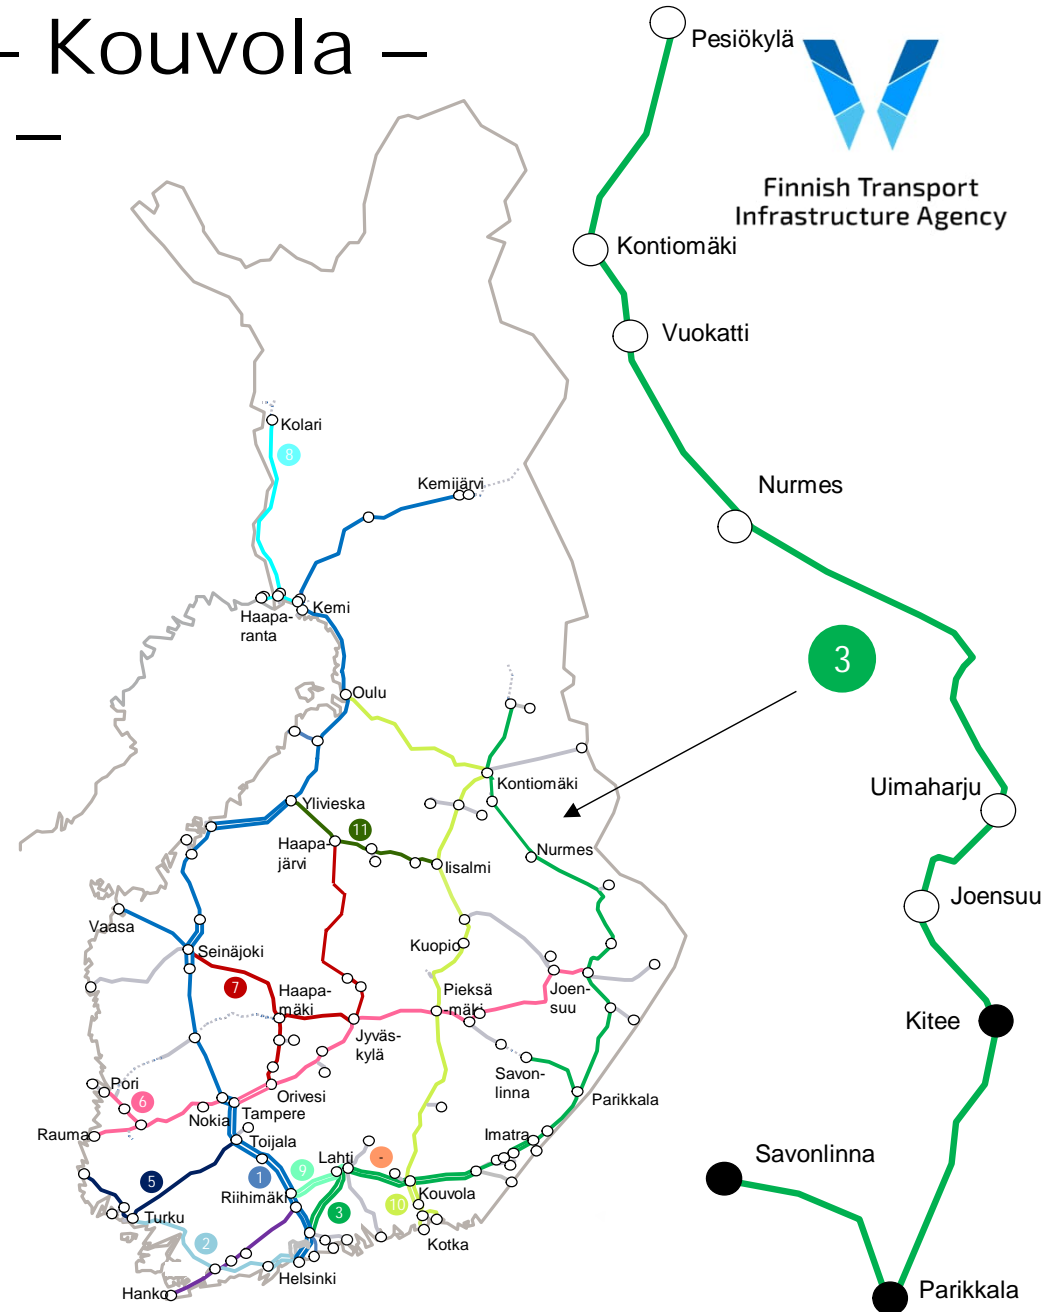 – Kouvola –
–
Pesiökylä
Finnish Transport
Infrastructure Agency
Kontiomäki
Vuokatti
Nurmes
3
Uimaharju
Joensuu
Kitee
Savonlinna
Parikkala
Kolari
8
Kemijärvi
Haapa-
ranta
Kemi
Oulu
Kontiomäki
Ylivieska
11
Haapa-
järvi
Iisalmi
Nurmes
Vaasa
Seinäjoki
Kuopio
7
Haapa-
mäki
Pieksä
-mäki
Joen-
suu
Jyväs-
kylä
Savon-
linna
Pori
6
Orivesi
Parikkala
Nokia
Tampere
Rauma
Toijala
Imatra
Lahti
-
5
1
9
Riihimäki
Kouvola
10
Turku
3
2
Kotka
Helsinki
Hanko